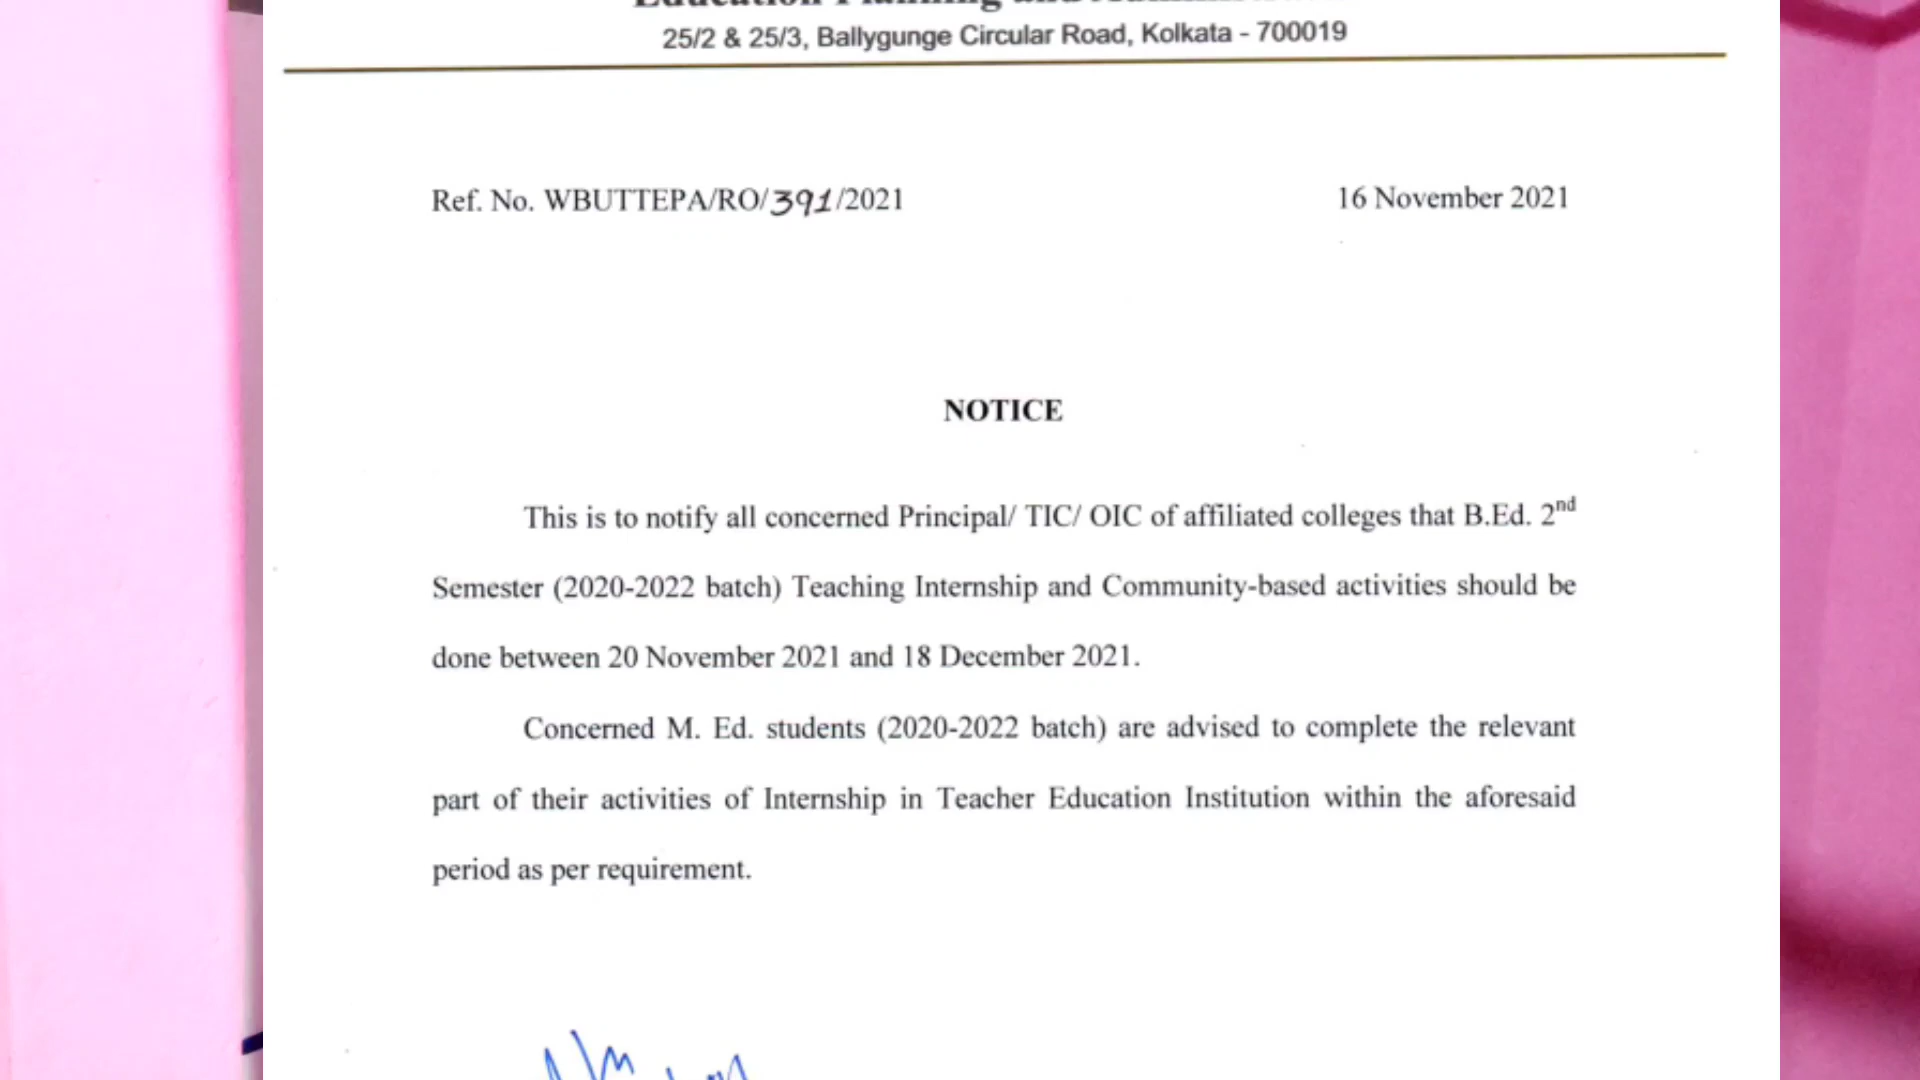 25/2 & 25/3, Ballygunge Circular Road, Kolkata - 700019
Ref. No. WBUTTEPA/RO/391/2021
16 November 2021
NOTICE
This is to notify all concerned Principal/ TIC/ OIC of affiliated colleges that B.Ed. 2nd
Semester (2020-2022 batch) Teaching Internship and Community-based activities should be
done between 20 November 2021 and 18 December 2021.
Concerned M. Ed. students (2020-2022 batch) are advised to complete the relevant
part of their activities of Internship in Teacher Education Institution within the aforesaid
period as per requirement.